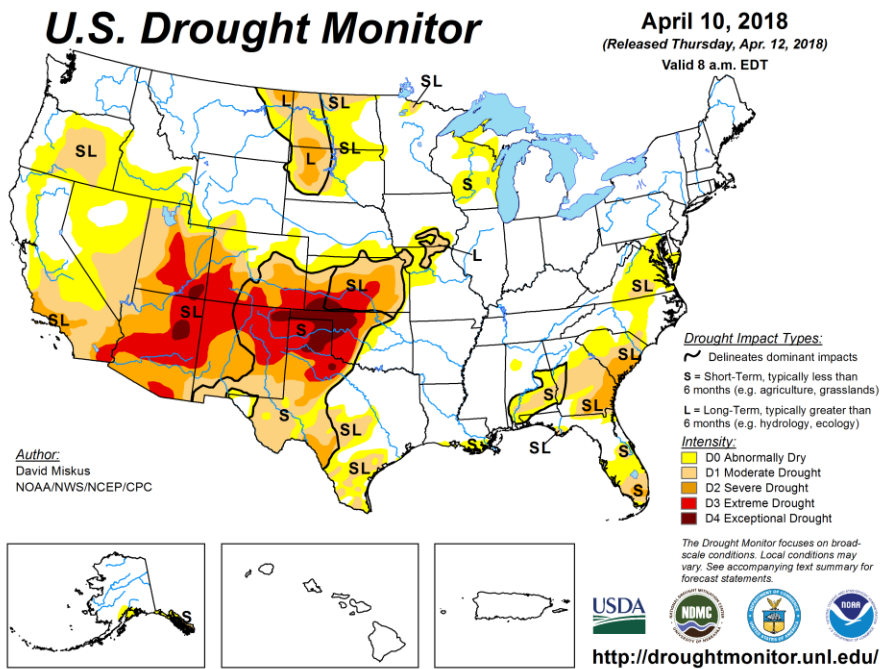 U.S. Drought Monitor
April 10, 2018
(Released Thursday, Apr. 12, 2018)
Valid 8 a.m. EDT
SL
L
SL
SL
L
SL
S
L
SL
SL
SL
S
SL
SL
S
SL
S
SL
SL
S
SL
S
S
Drought Impact Types:
Delineates dominant impacts
S = Short-Term, typically less than
6 months (e.g. agriculture, grasslands)
L = Long-Term, typically greater than
6 months (e.g. hydrology, ecology)
Intensity:
D0 Abnormally Dry
D1 Moderate Drought
D2 Severe Drought
D3 Extreme Drought
D4 Exceptional Drought
Author:
David Miskus
NOAA/NWS/NCEP/CPC
The Drought Monitor focuses on broad-
scale conditions. Local conditions may
vary. See accompanying text summary for
forecast statements.
S
USDA
NDMC
NOAA
http://droughtmonitor.unl.edu/